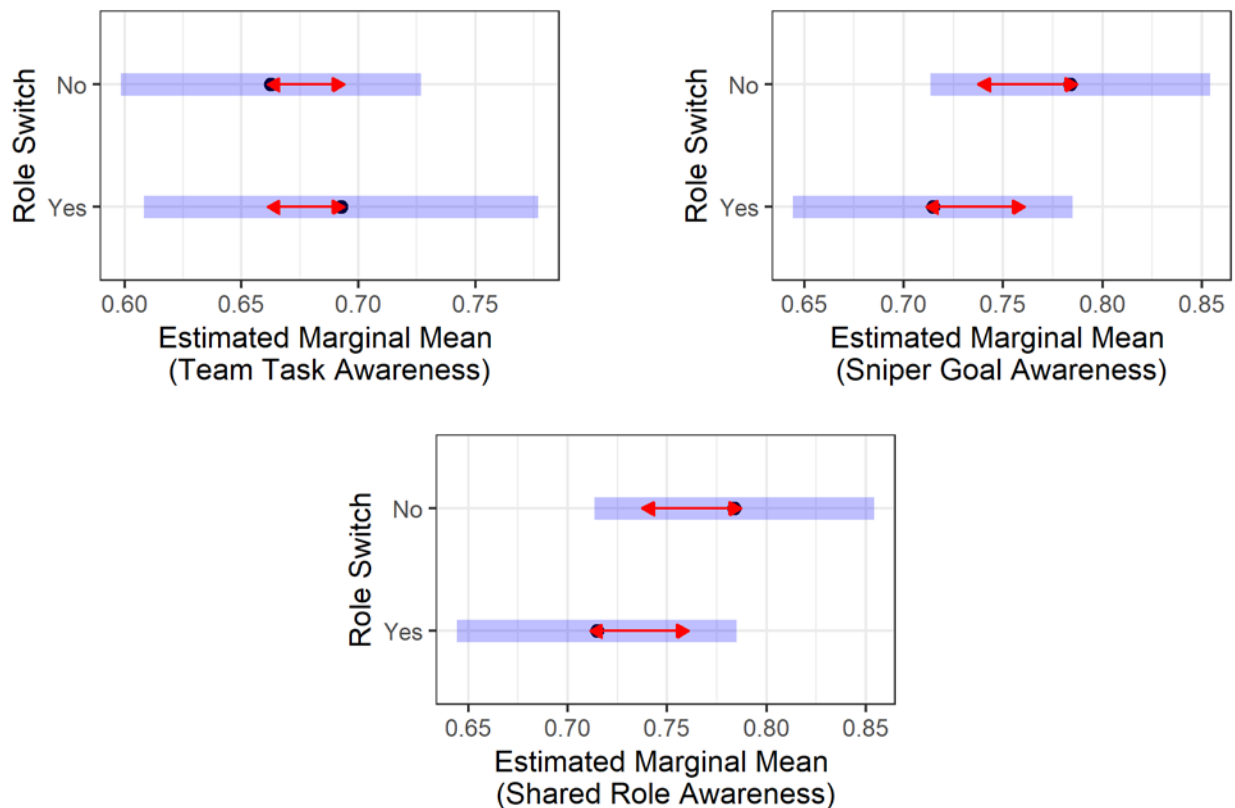 Role Switch
No
Yes
0.60 0.65 0.70 0.75
Estimated Marginal Mean
(Team Task Awareness)
Role Switch
No
Yes
0.65 0.70 0.75 0.80 0.85
Estimated Marginal Mean
(Sniper Goal Awareness)
Role Switch
No
Yes
0.65 0.70 0.75 0.80 0.85
Estimated Marginal Mean
(Shared Role Awareness)